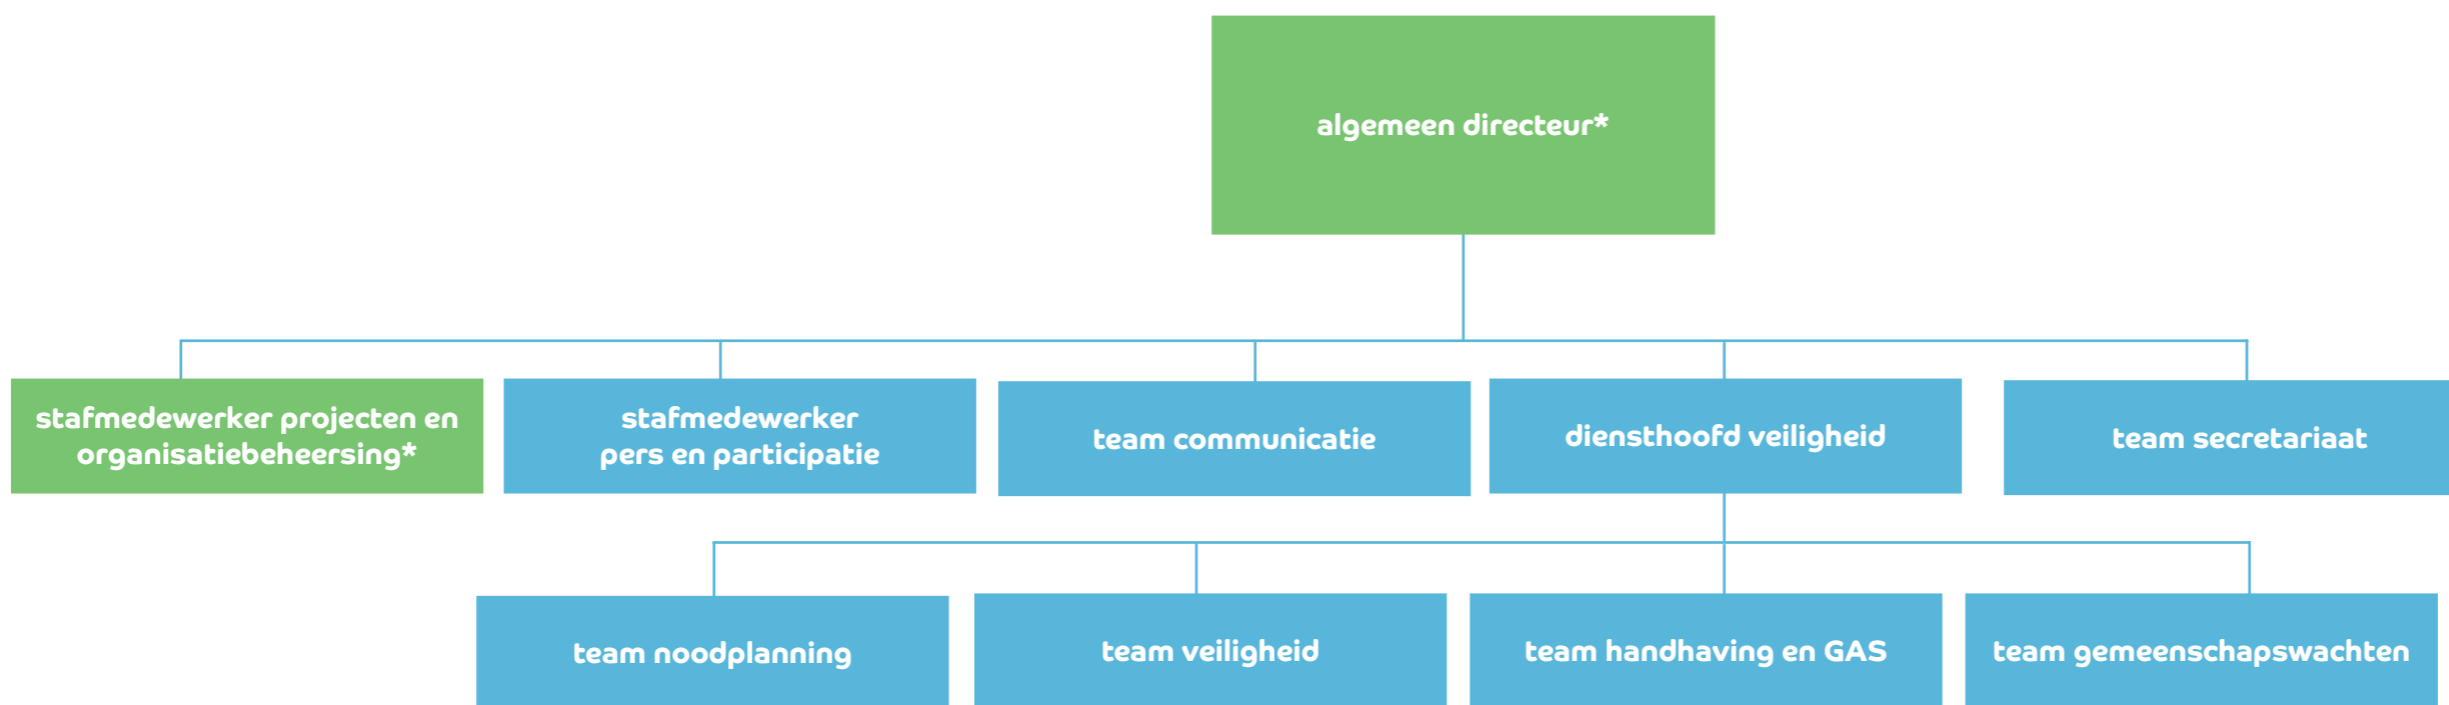 algemeen directeur*
stafmedewerker projecten en
organisatiebeheersing*
stafmedewerker
pers en participatie
team communicatie
diensthoofd veiligheid
team secretariaat
team noodplanning
team veiligheid
team handhaving en GAS
team gemeenschapswachten